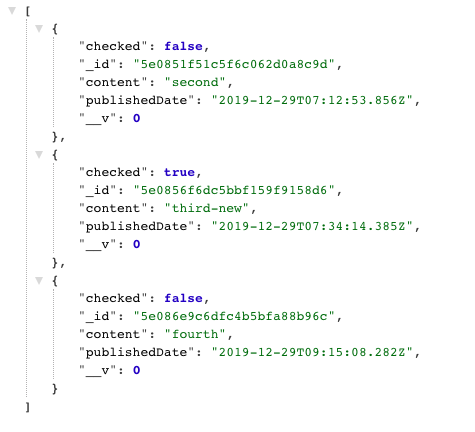 [
{
"checked": false,
"_id": "5e0851f51c5f6c062d0a8c9d",
"content": "second",
"publishedDate": "2019-12-29T07:12:53.856Z",
"__v": 0
},
{
"checked": true,
"_id": "5e0856f6dc5bbf159f9158d6",
"content": "third-new",
"publishedDate": "2019-12-29T07:34:14.385Z",
"__v": 0
},
{
"checked": false,
"_id": "5e086e9c6dfc4b5bfa88b96c",
"content": "fourth",
"publishedDate": "2019-12-29T09:15:08.282Z",
"__v": 0
}
]